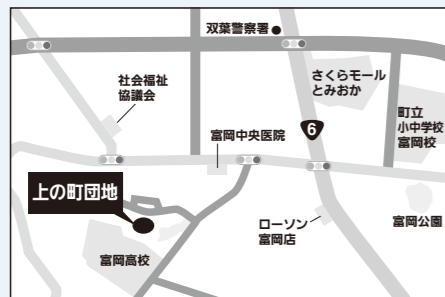 双葉警察署
社会福祉
協議会
さくらモール
とみおか
町立
小中学校
富岡校
富岡中央医院
6
上の町団地
富岡公園
ローソン
富岡店
富岡高校